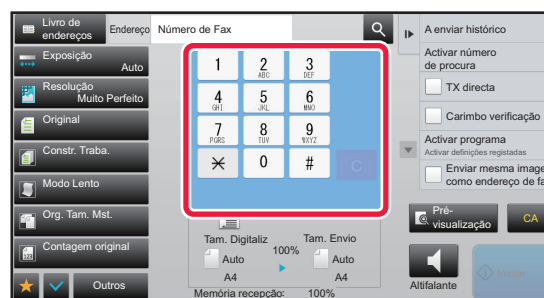 Livro de
endereços
Endereço
Número de Fax
Exposição
Auto
Resolução
Muito Perfeito
Original
Constr. Traba.
Modo Lento
Org. Tam. Mst.
Contagem original
Outros
1
2
ABC
3
DEF
4
GHI
5
JKL
6
MNO
7
PQRS
8
TUV
9
WXYZ
0
#
C
Tam. Digitaliz
100%
Tam. Envio
Auto
Auto
A4
A4
Memória recepção: 100%
A enviar histórico
Activar número
de procura
TX directa
Carimbo verificação
Activar programa
Activar definições registadas
Enviar mesma image
como endereço de fa
Pré-
visualização
CA
Altifalante
Iniciar